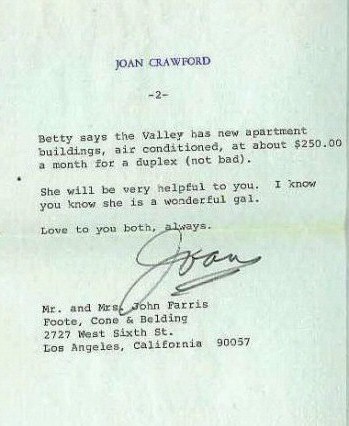 JOAN CRAWFORD
-2-
Betty says the Valley has new apartment
buildings, air conditioned, at about $250.00
a month for a duplex (not bad).
She will be very helpful to you.  I know
you know she is a wonderful gal.
Love to you both, always.
Joan
Mr. and Mrs. John Farris
Foote, Cone & Belding
2727 West Sixth St.
Los Angeles, California  90057